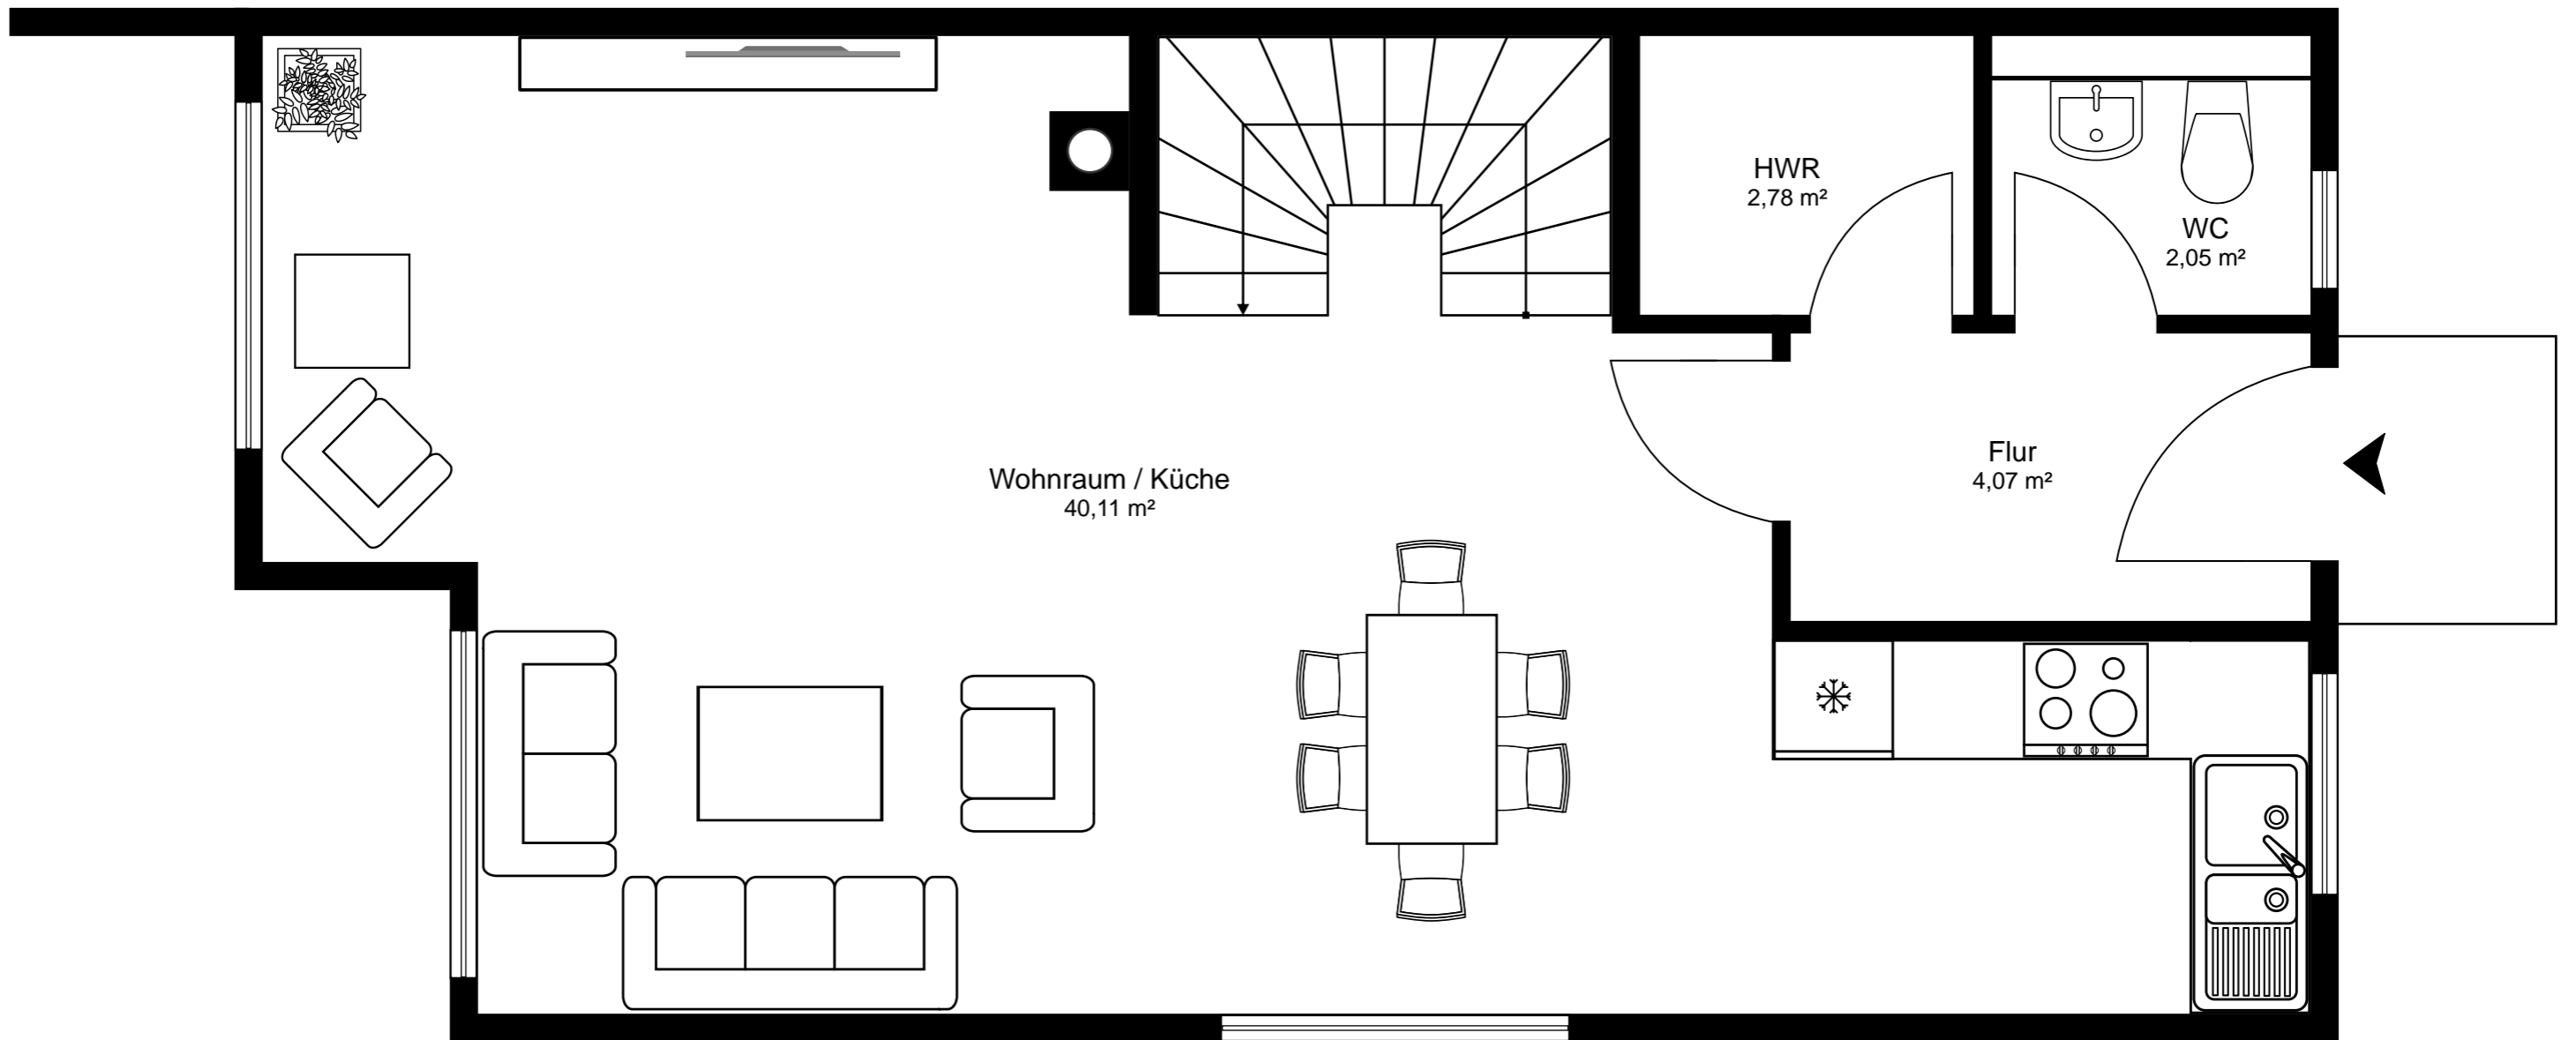 HWR
2,78 m²
WC
2,05 m²
Flur
4,07 m²
Wohnraum / Küche
40,11 m²